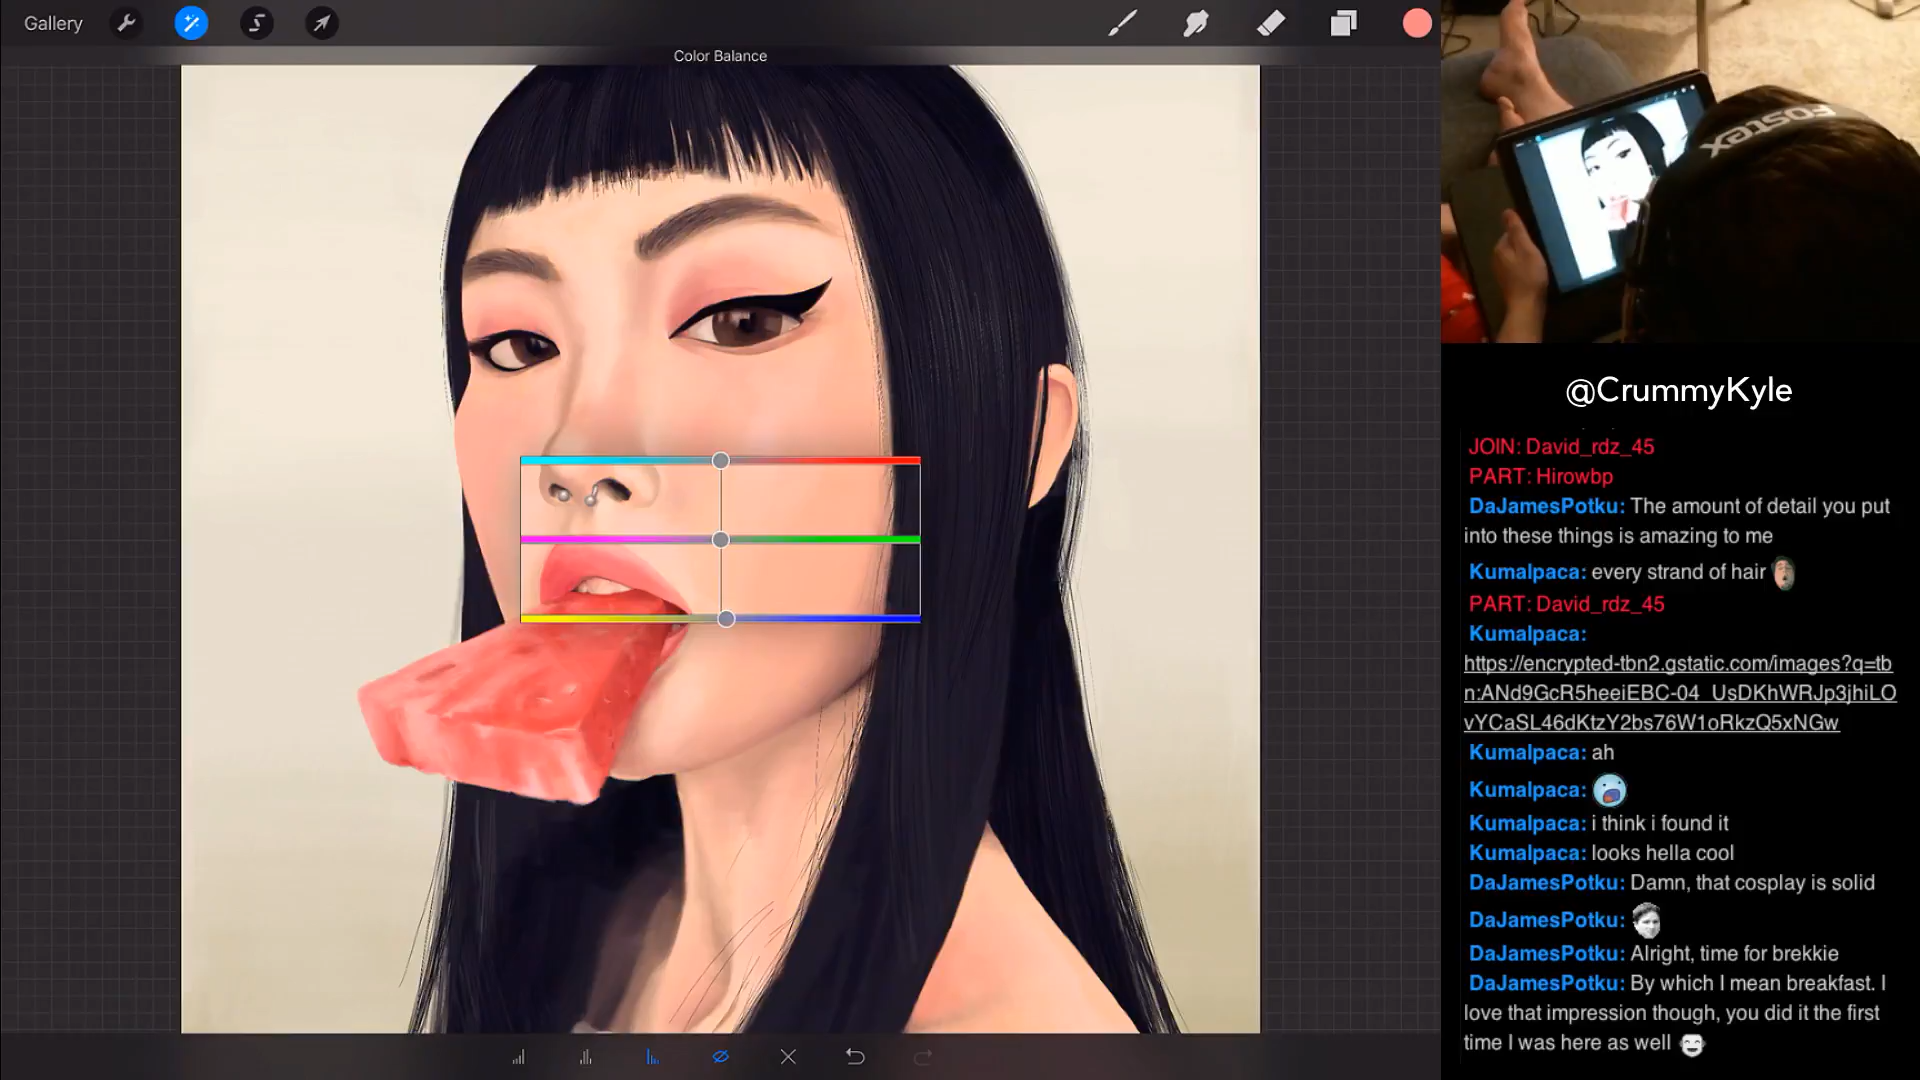 Gallery
Color Balance
Fostex
@CrummyKyle
JOIN: David_rdz_45
PART: Hirowbp
DaJamesPotku: The amount of detail you put
into these things is amazing to me
Kumalpaca: every strand of hair
PART: David_rdz_45
Kumalpaca:
https://encrypted-tbn2.gstatic.com/images?q=tb
n:ANd9GcR5heeiEBC-04_UsDKhWRJp3jhiLO
vYCaSL46dKtzY2bs76W1oRkzQ5xNGw
Kumalpaca: ah
Kumalpaca:
Kumalpaca: i think i found it
Kumalpaca: looks hella cool
DaJamesPotku: Damn, that cosplay is solid
DaJamesPotku:
DaJamesPotku: Alright, time for brekkie
DaJamesPotku: By which I mean breakfast. I
love that impression though, you did it the first
time I was here as well